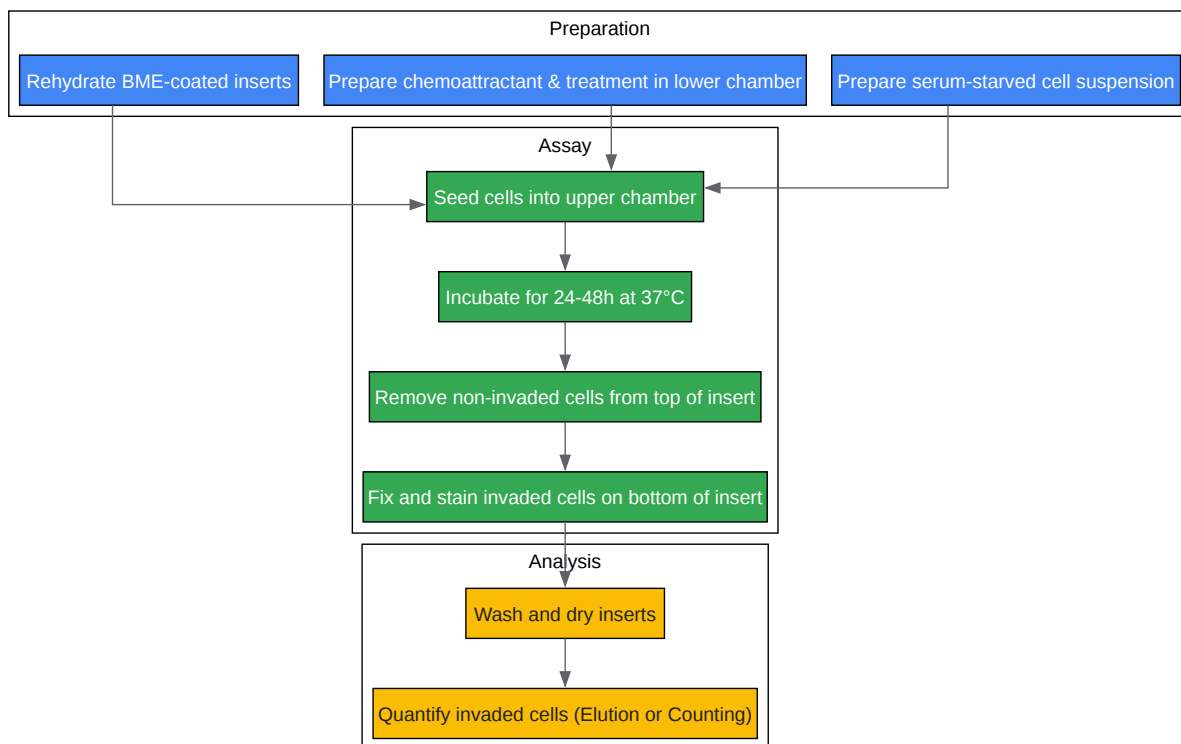 Preparation
Rehydrate BME-coated inserts
Prepare chemoattractant & treatment in lower chamber
Prepare serum-starved cell suspension
Assay
Seed cells into upper chamber
Incubate for 24-48h at 37°C
Remove non-invaded cells from top of insert
Fix and stain invaded cells on bottom of insert
Analysis
Wash and dry inserts
Quantify invaded cells (Elution or Counting)